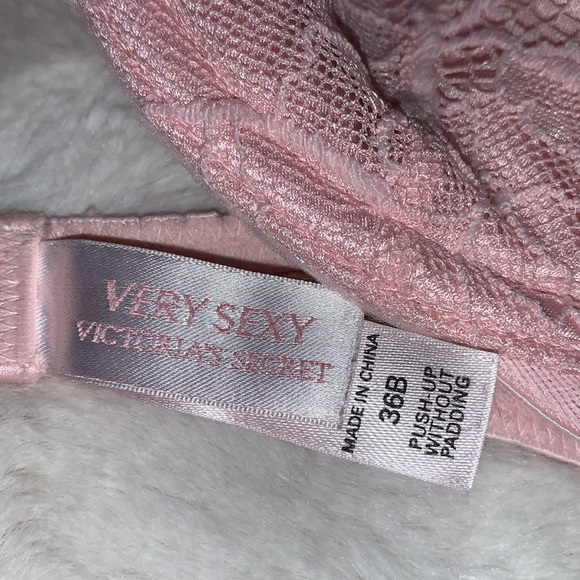 VERY SEXY
VICTORIA'S SECRET
MADE IN CHINA
36B
PUSH-UP
WITHOUT
PADDING